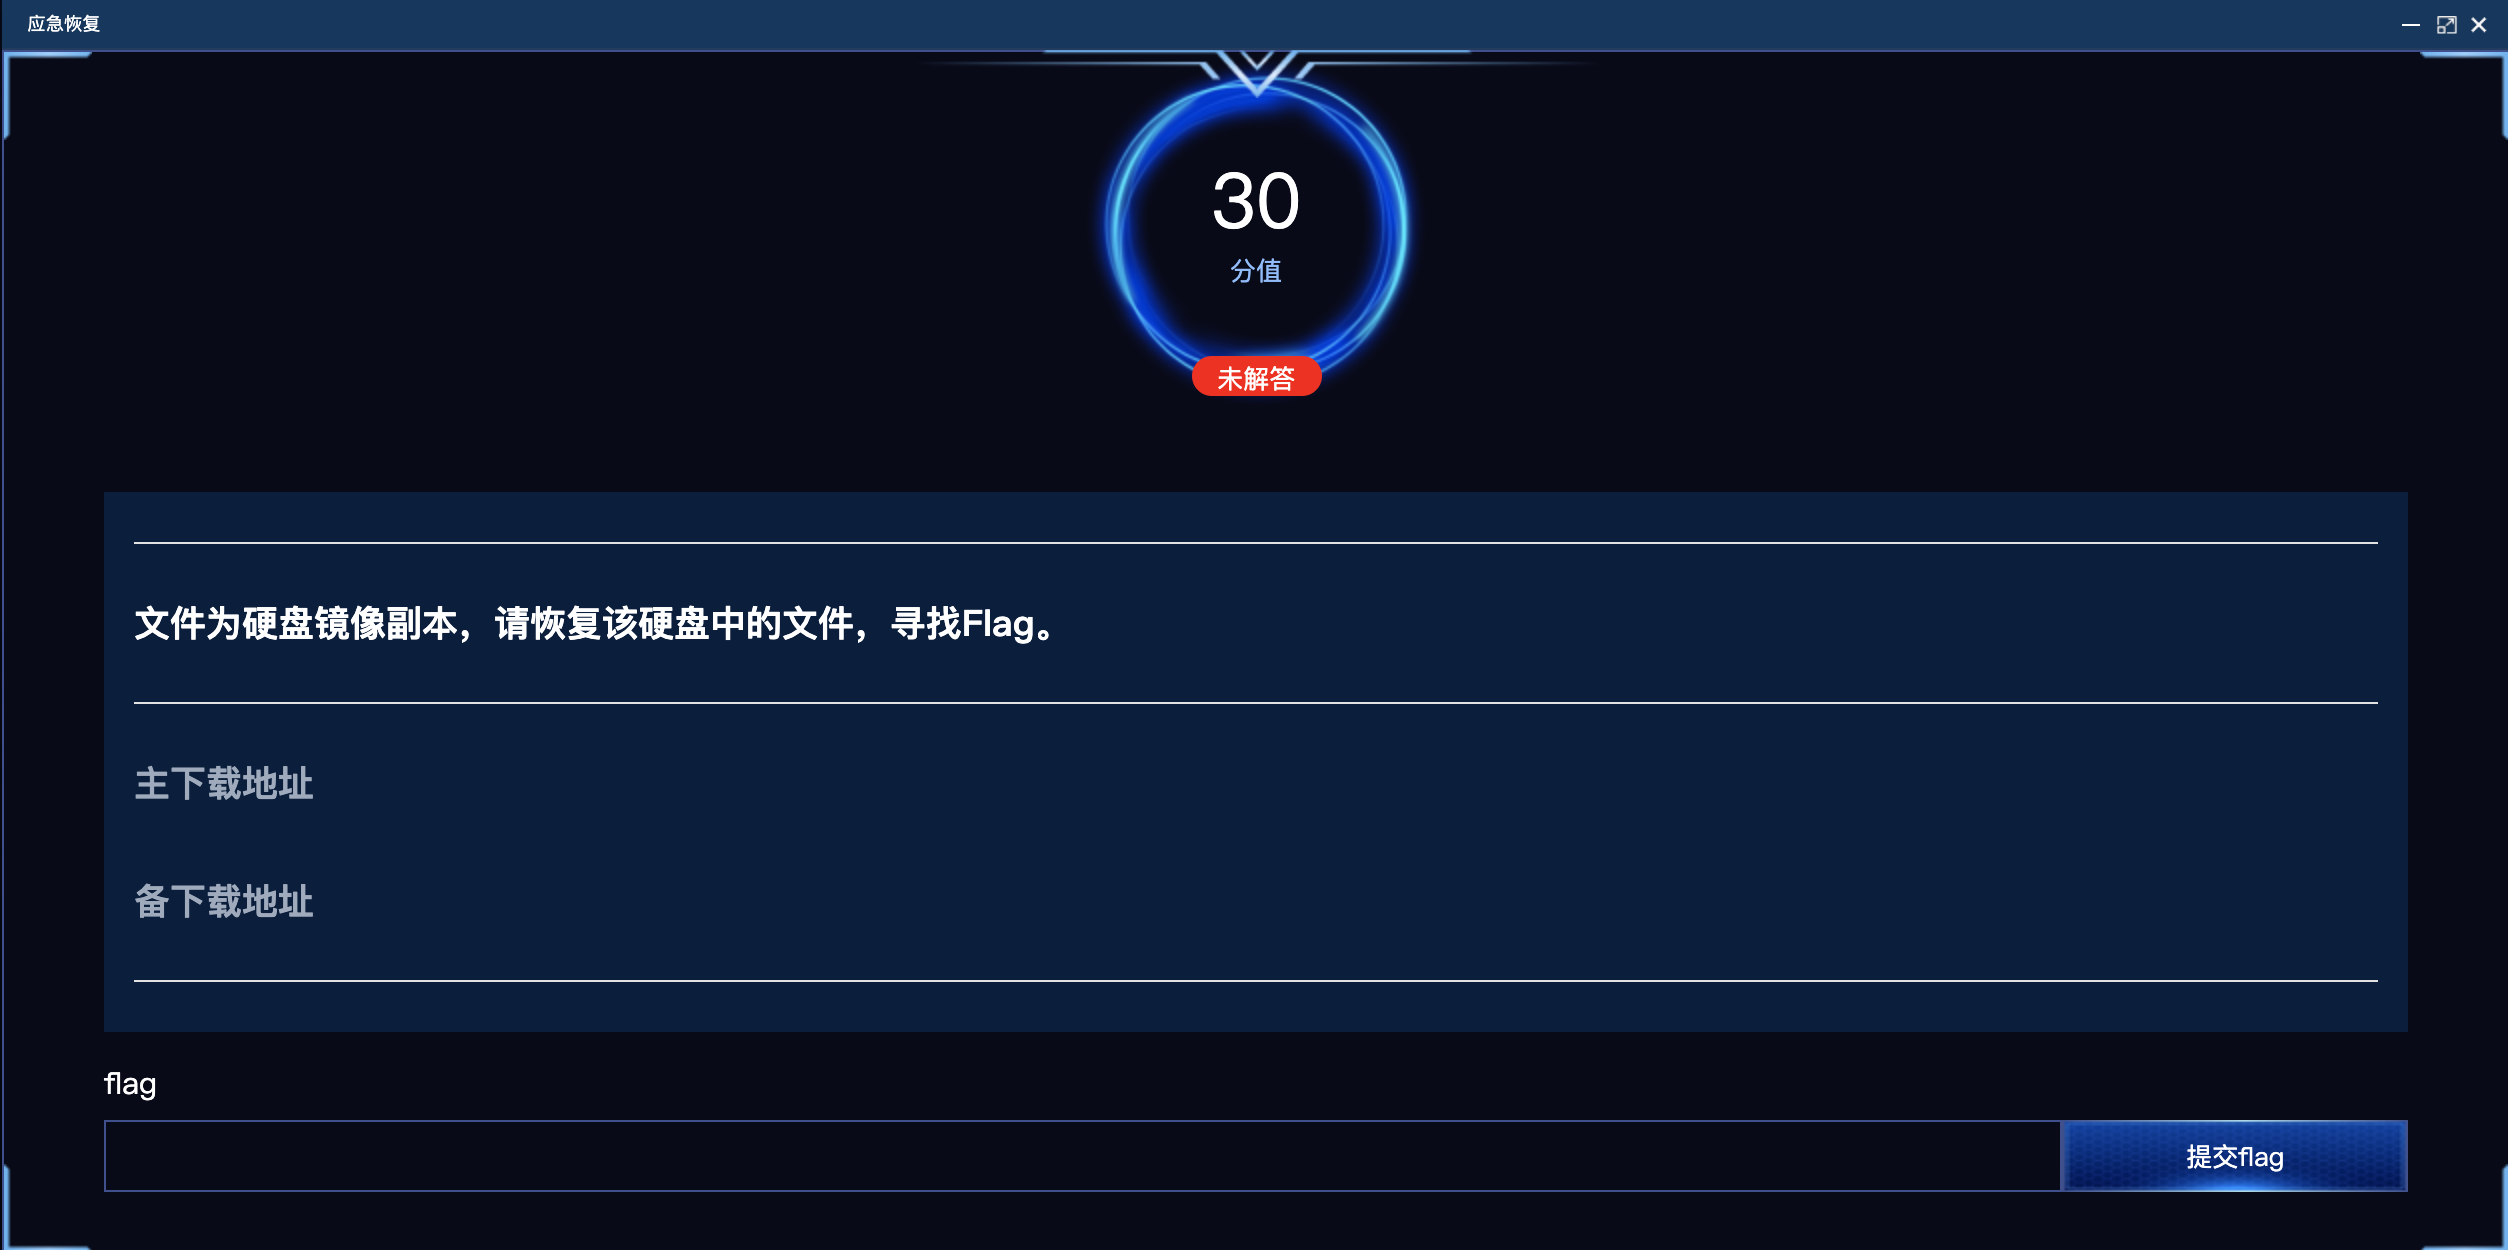 应急恢复
30
分值
未解答
文件为硬盘镜像副本，请恢复该硬盘中的文件，寻找Flag。
主下载地址
备下载地址
flag
提交flag